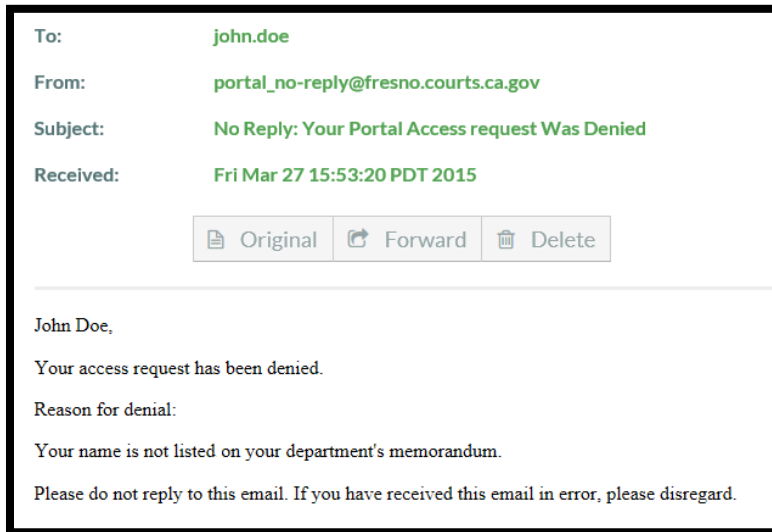 To: john.doe
From: portal_no-reply@fresno.courts.ca.gov
Subject: No Reply: Your Portal Access request Was Denied
Received: Fri Mar 27 15:53:20 PDT 2015
Original Forward Delete
John Doe,
Your access request has been denied.
Reason for denial:
Your name is not listed on your department's memorandum.
Please do not reply to this email. If you have received this email in error, please disregard.